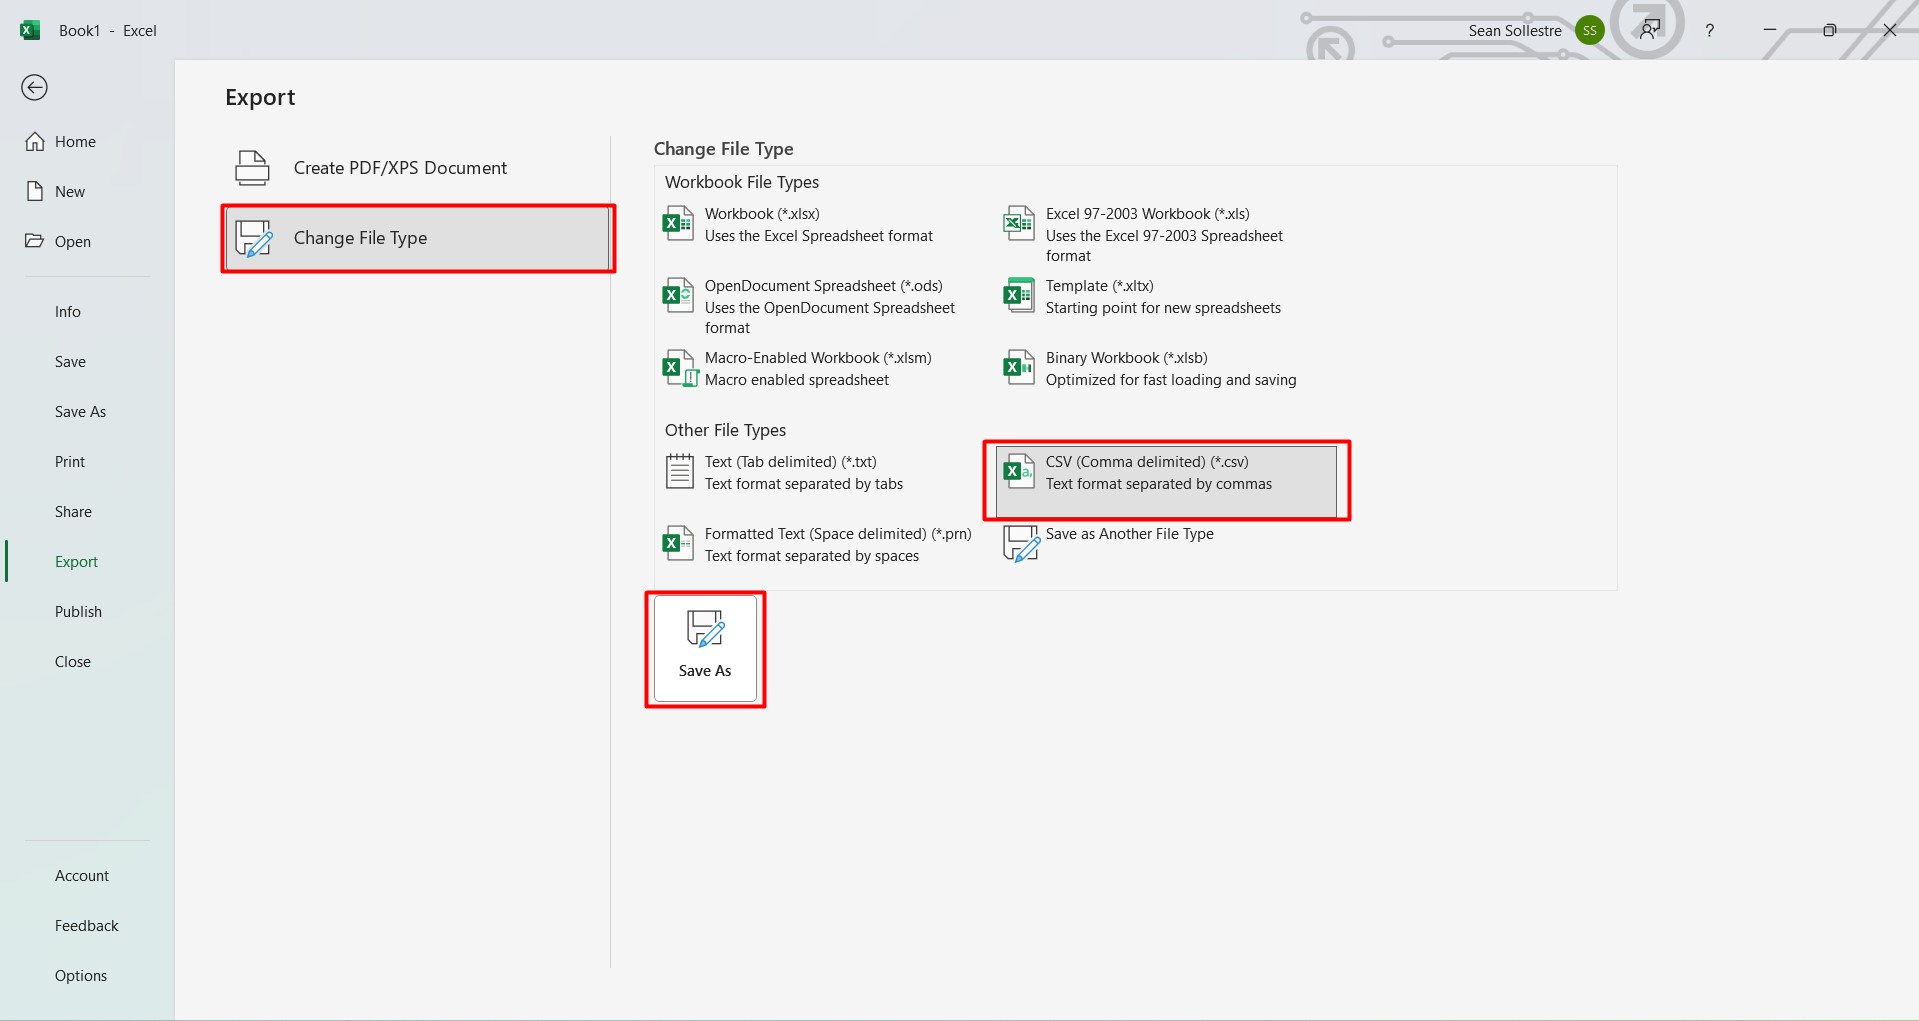 Book1 - Excel
Sean Sollestre
SS
?
Home
New
Open
Info
Save
Save As
Print
Share
Export
Publish
Close
Account
Feedback
Options
Export
Create PDF/XPS Document
Change File Type
Change File Type
Workbook File Types
Workbook (*.xlsx)
Uses the Excel Spreadsheet format
Excel 97-2003 Workbook (*.xls)
Uses the Excel 97-2003 Spreadsheet
format
OpenDocument Spreadsheet (*.ods)
Uses the OpenDocument Spreadsheet
format
Template (*.xltx)
Starting point for new spreadsheets
Macro-Enabled Workbook (*.xlsm)
Macro enabled spreadsheet
Binary Workbook (*.xlsb)
Optimized for fast loading and saving
Other File Types
Text (Tab delimited) (*.txt)
Text format separated by tabs
CSV (Comma delimited) (*.csv)
Text format separated by commas
Formatted Text (Space delimited) (*.prn)
Text format separated by spaces
Save as Another File Type
Save As